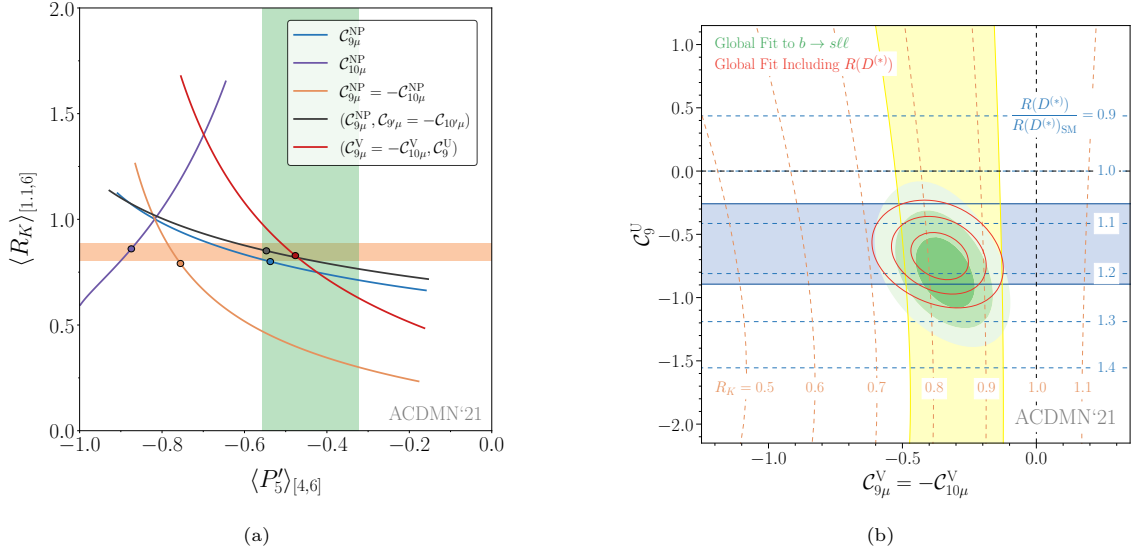 2.0
1.5
1.0
0.5
0.0
−1.0
−0.8
−0.6
−0.4
−0.2
0.0
⟨R_K⟩_[1.1,6]
⟨P′_5⟩_[4,6]
𝒞^NP_9μ
𝒞^NP_10μ
𝒞^NP_9μ = −𝒞^NP_10μ
(𝒞^NP_9μ, 𝒞_9′μ = −𝒞_10′μ)
(𝒞^V_9μ = −𝒞^V_10μ, 𝒞^U_9)
ACDMN‘21
(a)
Global Fit to b → sℓℓ
Global Fit Including R(D^(*))
R(D^(*))
R(D^(*))_SM
= 0.9
1.0
1.1
1.2
1.3
1.4
R_K = 0.5
0.6
0.7
0.8
0.9
1.0
1.1
ACDMN‘21
1.0
0.5
−0.0
−0.5
−1.0
−1.5
−2.0
𝒞^U_9
−1.0
−0.5
0.0
𝒞^V_9μ = −𝒞^V_10μ
(b)